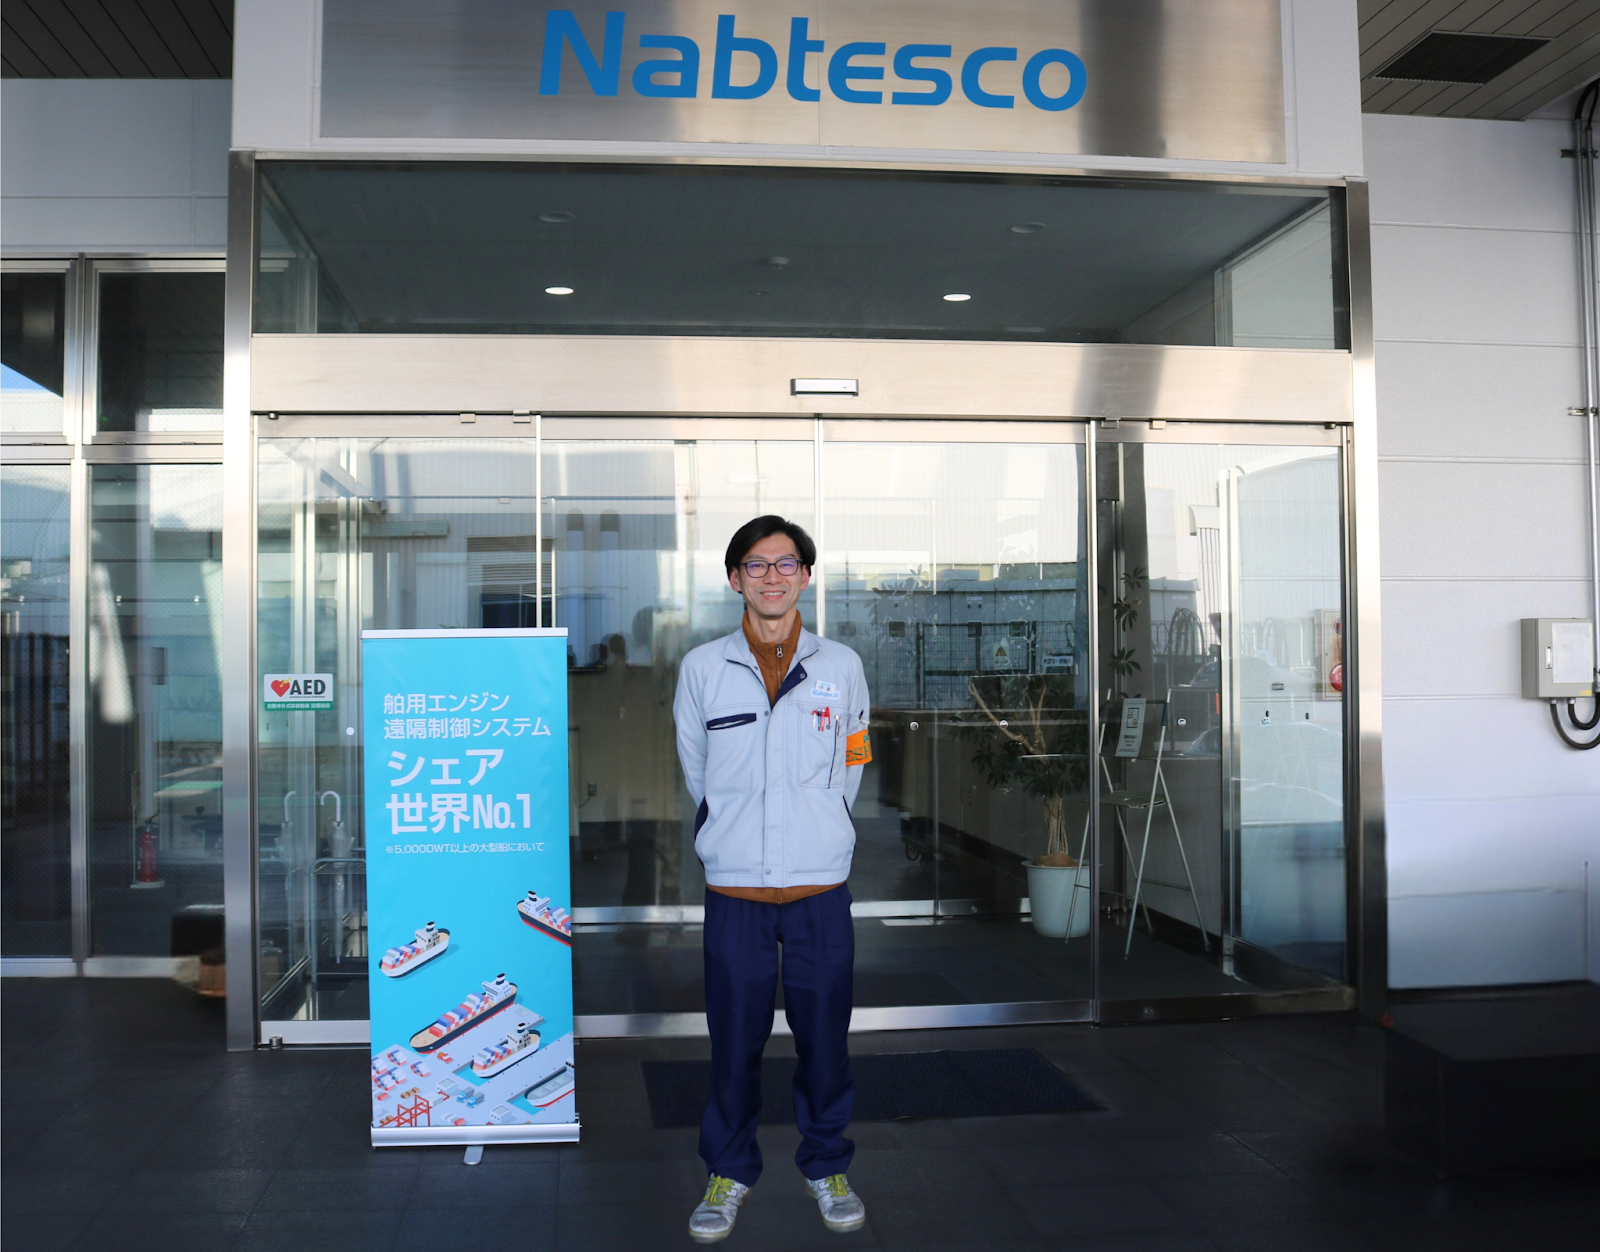 Nabtesco
AED
舶用エンジン
遠隔制御システム
シェア
世界No.1
※5,000DWT以上の大型船において
Nabtesco